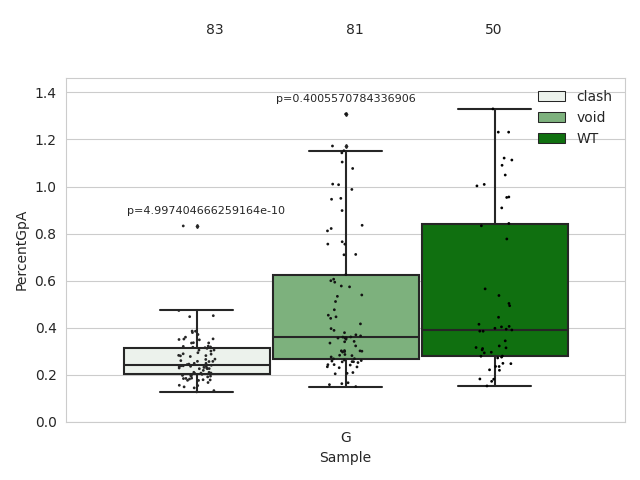 83 81 50
1.4
1.2
1.0
0.8
0.6
0.4
0.2
0.0
PercentGpA
p=4.997404666259164e-10
p=0.4005570784336906
clash
void
WT
G
Sample